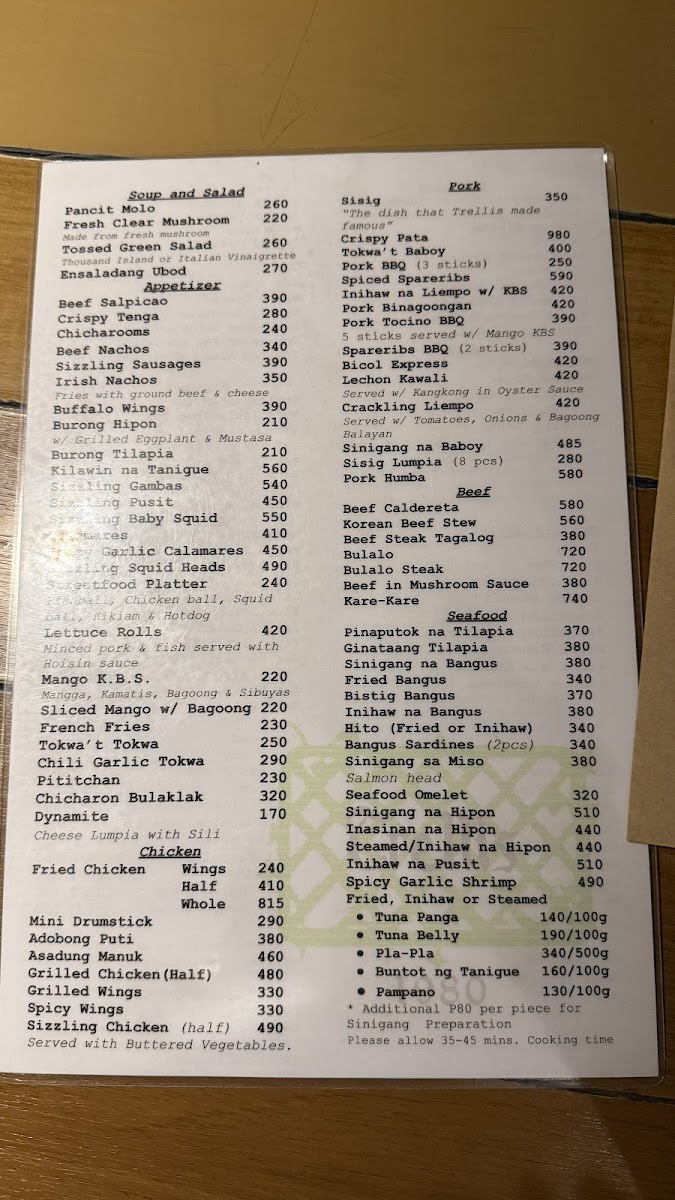 Soup and Salad
Pancit Molo 260
Fresh Clear Mushroom 220
Made from fresh mushroom
Tossed Green Salad 260
Thousand Island or Italian Vinaigrette
Ensaladang Ubod 270
Appetizer
Beef Salpicao 390
Crispy Tenga 280
Chicharooms 240
Beef Nachos 340
Sizzling Sausages 390
Irish Nachos 350
Fries with ground beef & cheese
Buffalo Wings 390
Burong Hipon 210
w/ Grilled Eggplant & Mustasa
Burong Tilapia 210
Kilawin na Tanigue 560
Sizzling Gambas 540
Sizzling Pusit 450
Sizzling Baby Squid 550
410
Garlic Calamares 450
Sizzling Squid Heads 490
Streetfood Platter 240
Fishball, Chicken ball, Squid
ball, Kikiam & Hotdog
Lettuce Rolls 420
Minced pork & fish served with
Hoisin sauce
Mango K.B.S. 220
Mangga, Kamatis, Bagoong & Sibuyas
Sliced Mango w/ Bagoong 220
French Fries 230
Tokwa't Tokwa 250
Chili Garlic Tokwa 290
Pititchan 230
Chicharon Bulaklak 320
Dynamite 170
Cheese Lumpia with Sili
Chicken
Fried Chicken Wings 240
Half 410
Whole 815
Mini Drumstick 290
Adobong Puti 380
Asadung Manuk 460
Grilled Chicken(Half) 480
Grilled Wings 330
Spicy Wings 330
Sizzling Chicken (half) 490
Served with Buttered Vegetables.
Pork
Sisig 350
"The dish that Trellis made
famous"
Crispy Pata 980
Tokwa't Baboy 400
Pork BBQ (3 sticks) 250
Spiced Spareribs 590
Inihaw na Liempo w/ KBS 420
Pork Binagoongan 420
Pork Tocino BBQ 390
5 sticks served w/ Mango KBS
Spareribs BBQ (2 sticks) 390
Bicol Express 420
Lechon Kawali 420
Served w/ Kangkong in Oyster Sauce
Crackling Liempo 420
Served w/ Tomatoes, Onions & Bagoong
Balayan
Sinigang na Baboy 485
Sisig Lumpia (8 pcs) 280
Pork Humba 580
Beef
Beef Caldereta 580
Korean Beef Stew 560
Beef Steak Tagalog 380
Bulalo 720
Bulalo Steak 720
Beef in Mushroom Sauce 380
Kare-Kare 740
Seafood
Pinaputok na Tilapia 370
Ginataang Tilapia 380
Sinigang na Bangus 380
Fried Bangus 340
Bistig Bangus 370
Inihaw na Bangus 380
Hito (Fried or Inihaw) 340
Bangus Sardines (2pcs) 340
Sinigang sa Miso 380
Salmon head
Seafood Omelet 320
Sinigang na Hipon 510
Inasinan na Hipon 440
Steamed/Inihaw na Hipon 440
Inihaw na Pusit 510
Spicy Garlic Shrimp 490
Fried, Inihaw or Steamed
● Tuna Panga 140/100g
● Tuna Belly 190/100g
● Pla-Pla 340/500g
● Buntot ng Tanigue 160/100g
● Pampano 130/100g
* Additional P80 per piece for
Sinigang Preparation
Please allow 35-45 mins. Cooking time